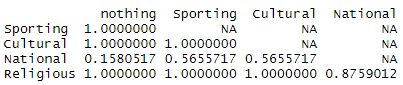 nothing Sporting Cultural National
Sporting 1.0000000 NA NA NA
Cultural 1.0000000 1.0000000 NA NA
National 0.1580517 0.5655717 0.5655717 NA
Religious 1.0000000 1.0000000 1.0000000 0.8759012